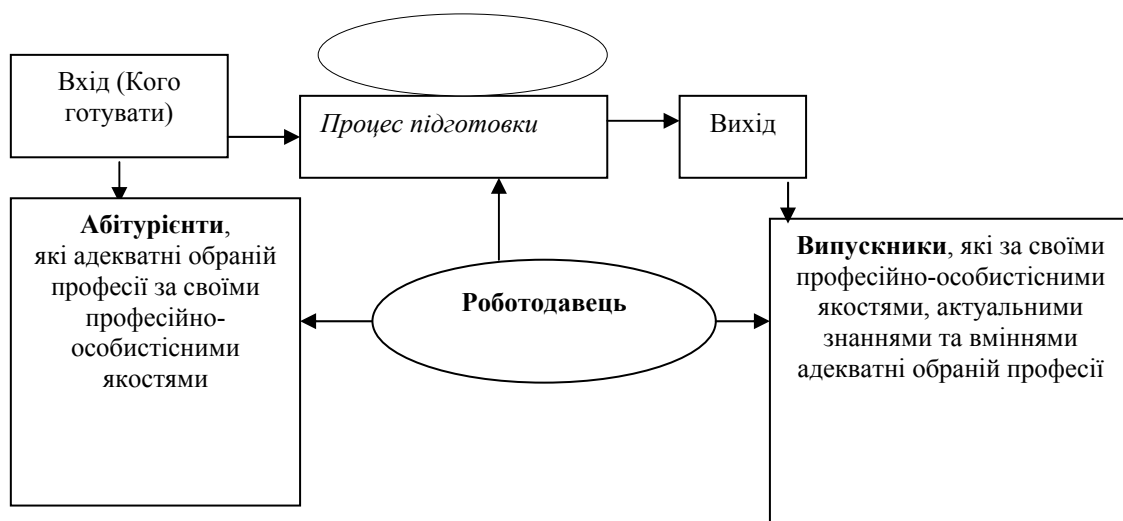 Вхід (Кого
готувати)
Процес підготовки
Вихід
Абітурієнти,
які адекватні обраній
професії за своїми
професійно-
особистісними
якостями
Роботодавець
Випускники, які за своїми
професійно-особистісними
якостями, актуальними
знаннями та вміннями
адекватні обраній професії